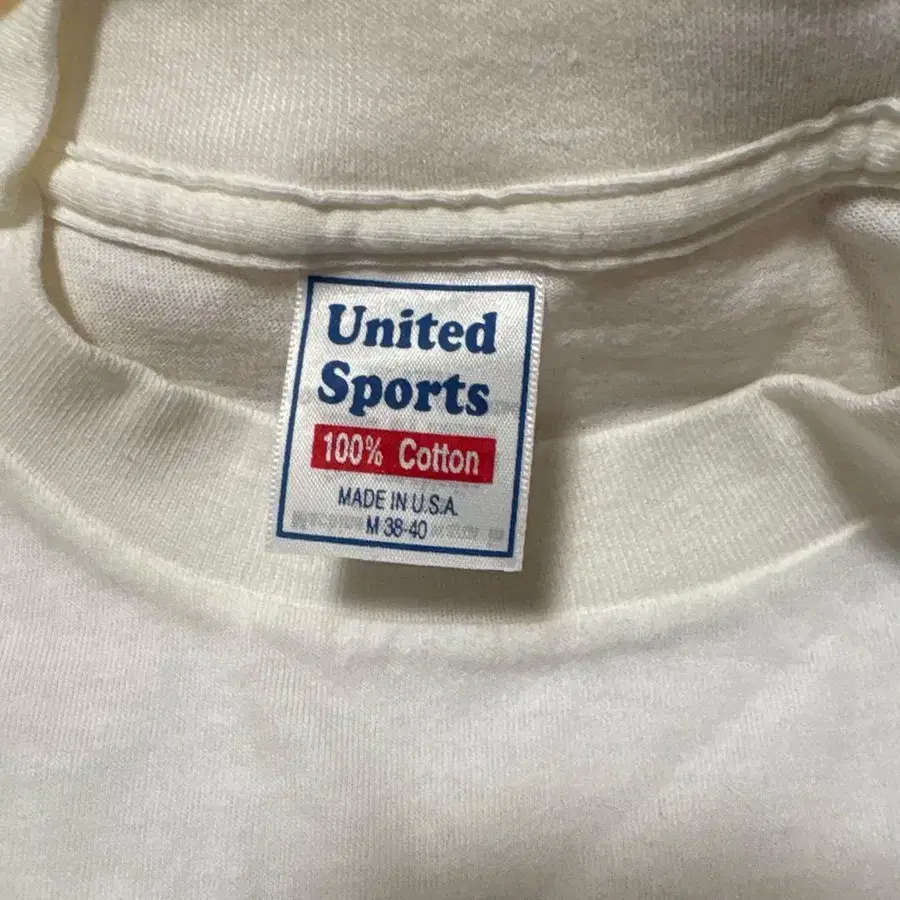 United
Sports
100% Cotton
MADE IN U.S.A.
M 38-40